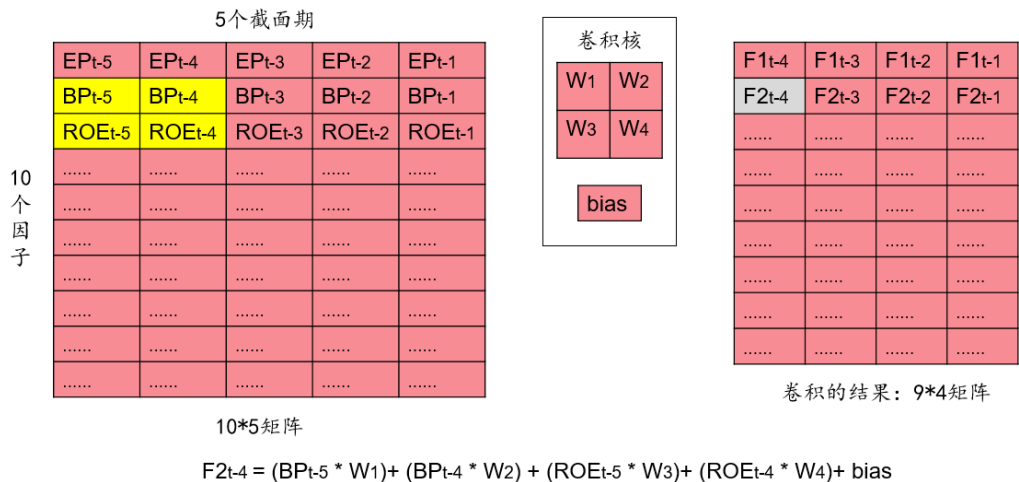 5个截面期
EPt-5 EPt-4 EPt-3 EPt-2 EPt-1
BPt-5 BPt-4 BPt-3 BPt-2 BPt-1
ROEt-5 ROEt-4 ROEt-3 ROEt-2 ROEt-1
...... ...... ...... ...... ......
...... ...... ...... ...... ......
...... ...... ...... ...... ......
...... ...... ...... ...... ......
...... ...... ...... ...... ......
...... ...... ...... ...... ......
...... ...... ...... ...... ......
10个因子
10*5矩阵
卷积核
W1 W2
W3 W4
bias
F1t-4 F1t-3 F1t-2 F1t-1
F2t-4 F2t-3 F2t-2 F2t-1
...... ...... ...... ......
...... ...... ...... ......
...... ...... ...... ......
...... ...... ...... ......
...... ...... ...... ......
...... ...... ...... ......
...... ...... ...... ......
卷积的结果：9*4矩阵
F2t-4 = (BPt-5 * W1)+ (BPt-4 * W2) + (ROEt-5 * W3)+ (ROEt-4 * W4)+ bias